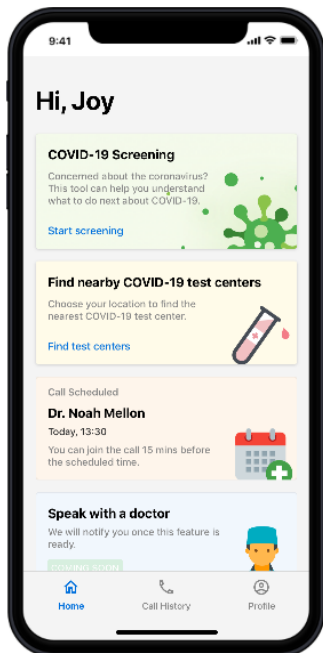 9:41
Hi, Joy
COVID-19 Screening
Concerned about the coronavirus?
This tool can help you understand
what to do next about COVID-19.
Start screening
Find nearby COVID-19 test centers
Choose your location to find the
nearest COVID-19 test center.
Find test centers
Call Scheduled
Dr. Noah Mellon
Today, 13:30
You can join the call 15 mins before
the scheduled time.
Speak with a doctor
We will notify you once this feature is
ready.
COMING SOON
Home
Call History
Profile